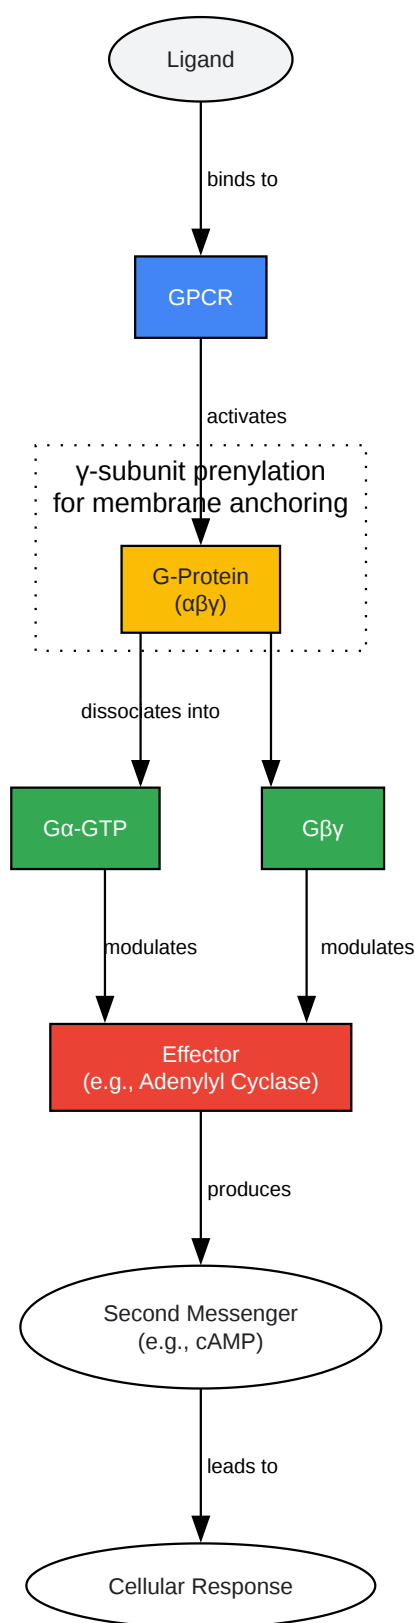 Ligand
binds to
GPCR
activates
γ-subunit prenylation
for membrane anchoring
G-Protein
(αβγ)
dissociates into
Gα-GTP
Gβγ
modulates
modulates
Effector
(e.g., Adenylyl Cyclase)
produces
Second Messenger
(e.g., cAMP)
leads to
Cellular Response